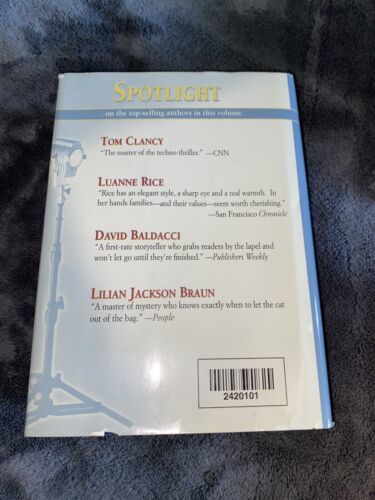 SPOTLIGHT
. . . on the top-selling authors in this volume
TOM CLANCY
"The master of the techno-thriller." —CNN
LUANNE RICE
"Rice has an elegant style, a sharp eye and a real warmth. In
her hands families—and their values—seem worth cherishing."
—San Francisco Chronicle
DAVID BALDACCI
"A first-rate storyteller who grabs readers by the lapel and
won't let go until they're finished." —Publishers Weekly
LILIAN JACKSON BRAUN
"A master of mystery who knows exactly when to let the cat
out of the bag." —People
2420101